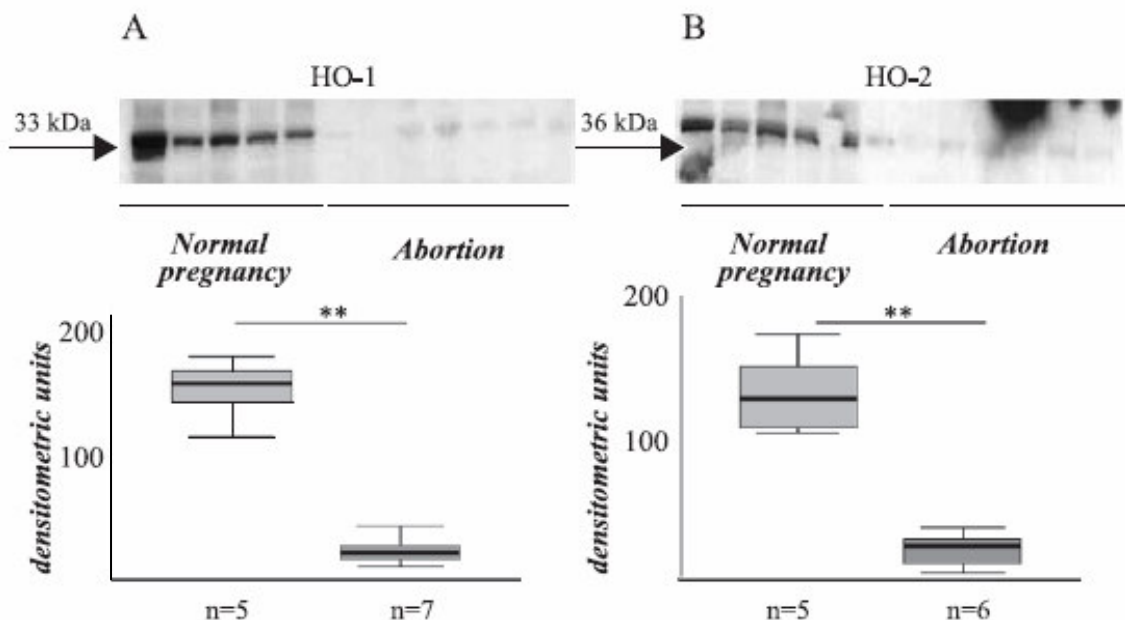 A
HO-1
33 kDa
Normal
pregnancy
Abortion
200
100
densitometric units
**
n=5
n=7
B
HO-2
36 kDa
Normal
pregnancy
Abortion
200
100
densitometric units
**
n=5
n=6